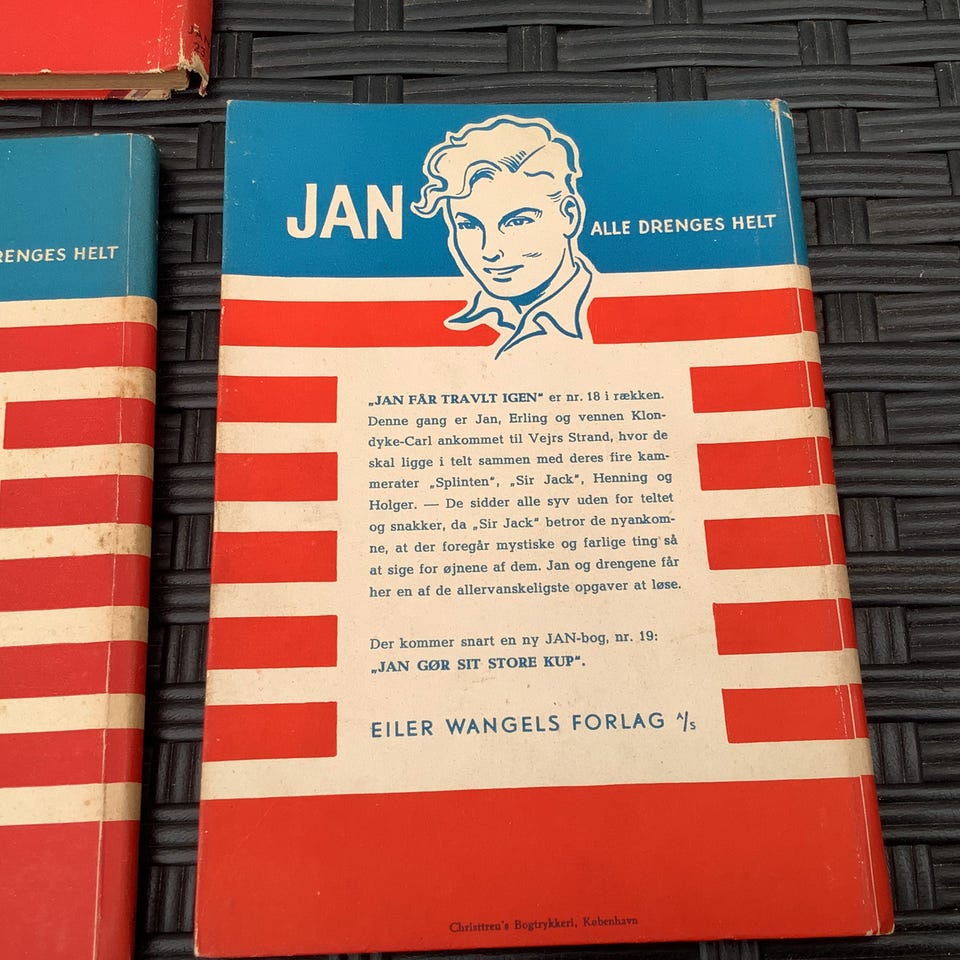 JAN
ALLE DRENGES HELT
RENGES HELT
„JAN FÅR TRAVLT IGEN“ er nr. 18 i rækken.
Denne gang er Jan, Erling og vennen Klon-
dyke-Carl ankommet til Vejrs Strand, hvor de
skal ligge i telt sammen med deres fire kam-
merater „Splinten“, „Sir Jack“, Henning og
Holger. — De sidder alle syv uden for teltet
og snakker, da „Sir Jack“ betror de nyankom-
ne, at der foregår mystiske og farlige ting så
at sige for øjnene af dem. Jan og drengene får
her en af de allervanskeligste opgaver at løse.
Der kommer snart en ny JAN-bog, nr. 19:
„JAN GØR SIT STORE KUP“.
EILER WANGELS FORLAG A/S
Christtreu's Bogtrykkeri, København